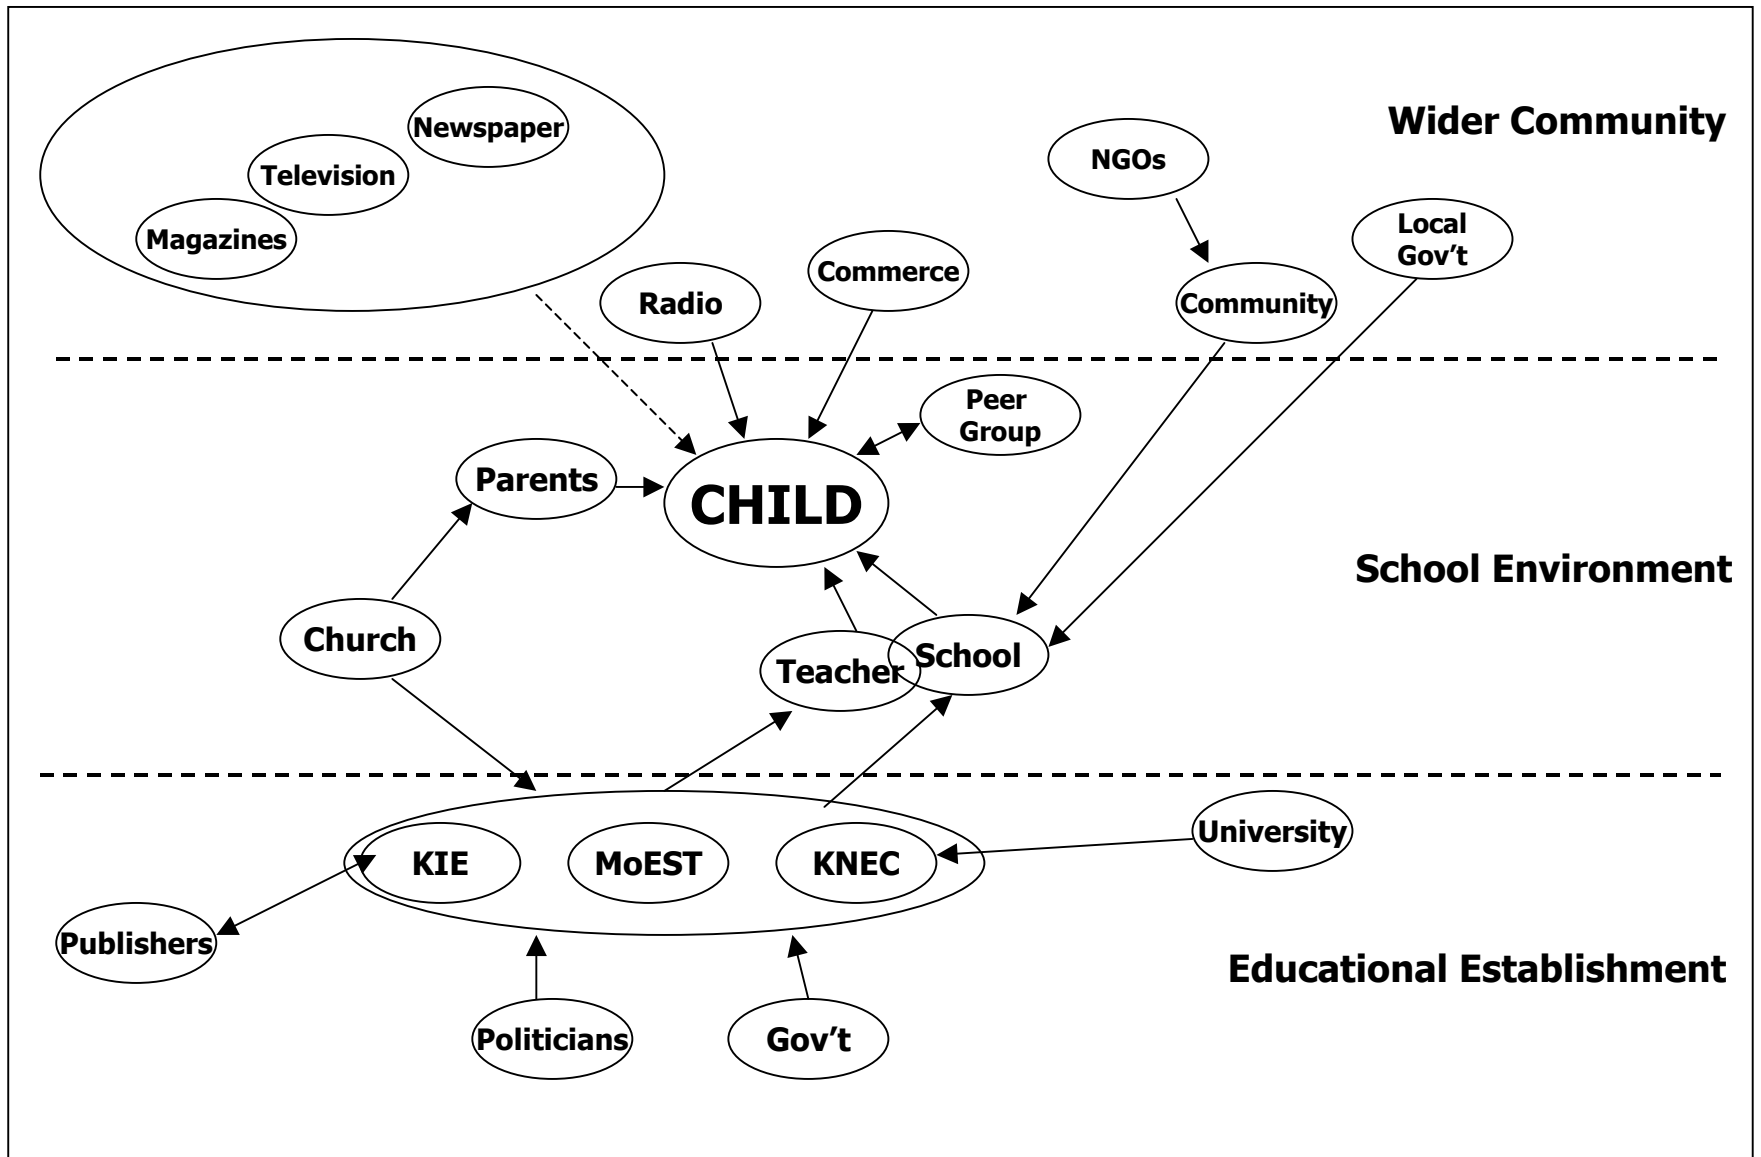 Newspaper
Wider Community
Television
NGOs
Magazines
Local
Gov’t
Commerce
Radio
Community
Peer
Group
Parents
CHILD
School Environment
Church
Teacher
School
University
KIE
MoEST
KNEC
Publishers
Educational Establishment
Politicians
Gov’t